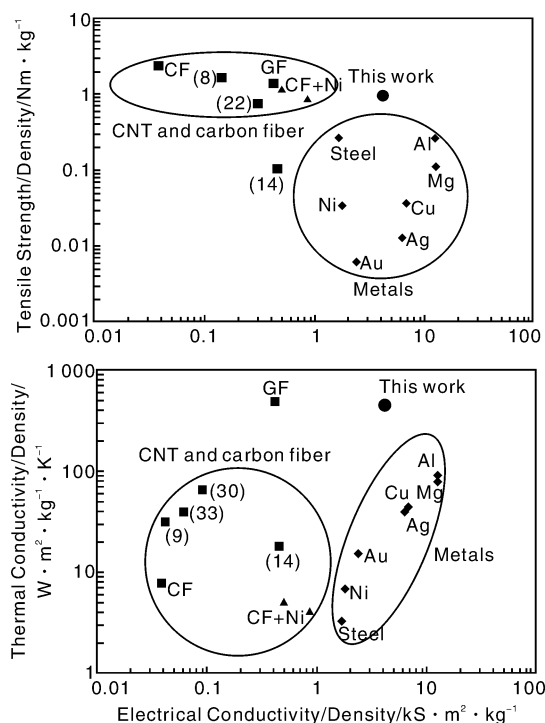 Tensile Strength/Density/Nm · kg⁻¹
10
1
0.1
0.01
0.001
CF
(8)
GF
CF+Ni
(22)
This work
CNT and carbon fiber
Steel
Al
(14)
Mg
Ni
Cu
Ag
Au
Metals
0.01
0.1
1
10
100
Thermal Conductivity/Density/
W · m² · kg⁻¹ · K⁻¹
1 000
100
10
1
GF
This work
CNT and carbon fiber
Al
(30)
Cu Mg
(33)
(9)
Ag
(14)
Au
Metals
CF
Ni
CF+Ni
Steel
0.01
0.1
1
10
100
Electrical Conductivity/Density/kS · m² · kg⁻¹